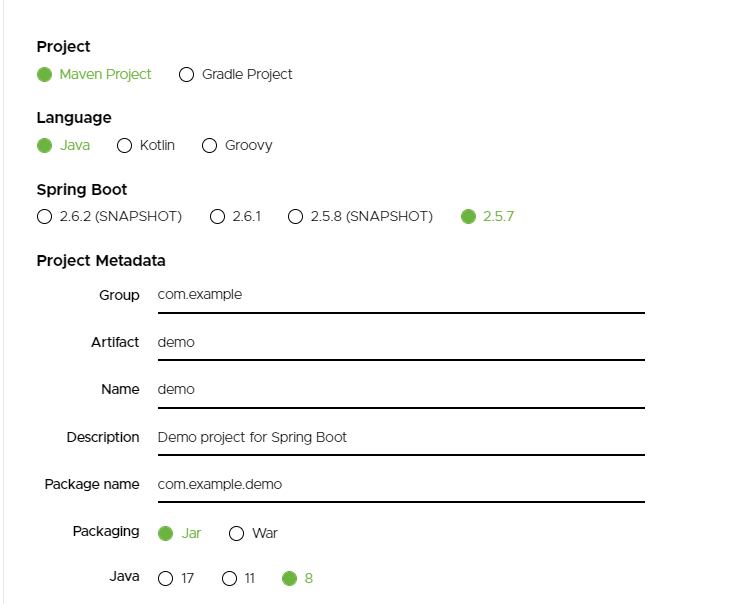 Project
Maven Project Gradle Project
Language
Java Kotlin Groovy
Spring Boot
2.6.2 (SNAPSHOT) 2.6.1 2.5.8 (SNAPSHOT) 2.5.7
Project Metadata
Group com.example
Artifact demo
Name demo
Description Demo project for Spring Boot
Package name com.example.demo
Packaging Jar War
Java 17 11 8